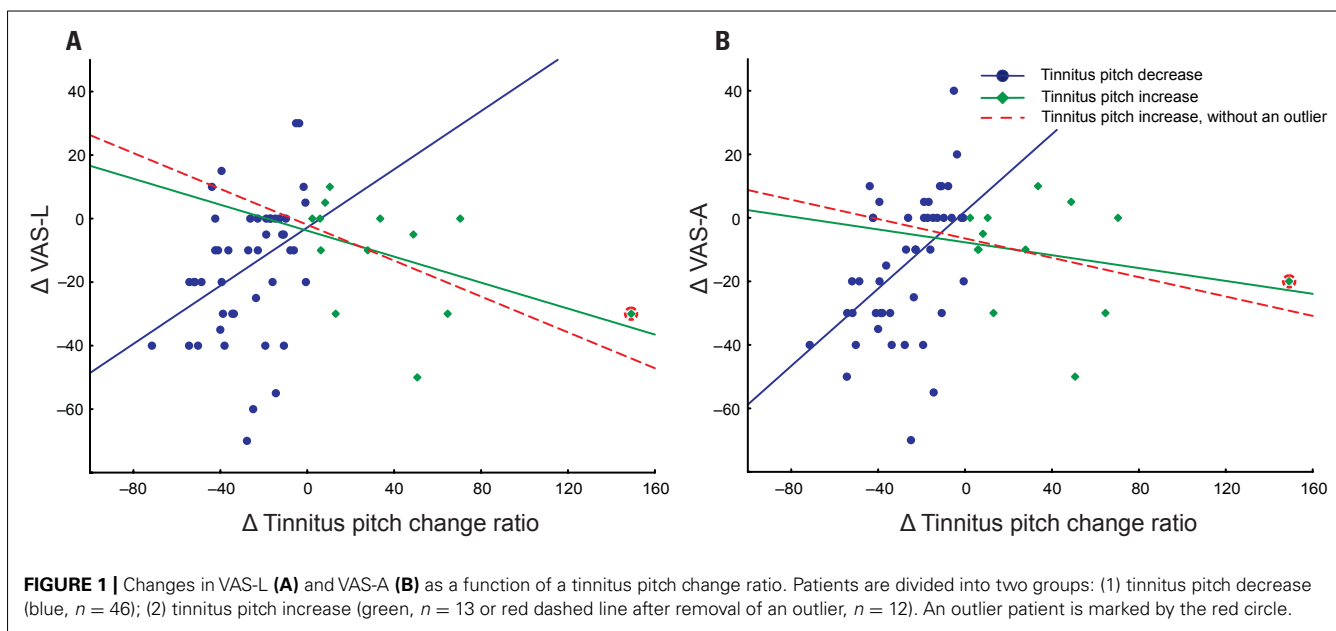 A
B
Tinnitus pitch decrease
Tinnitus pitch increase
Tinnitus pitch increase, without an outlier
40
20
0
–20
–40
–60
Δ VAS-L
–80
–40
0
40
80
120
160
Δ Tinnitus pitch change ratio
40
20
0
–20
–40
–60
Δ VAS-A
–80
–40
0
40
80
120
160
Δ Tinnitus pitch change ratio
FIGURE 1 | Changes in VAS-L (A) and VAS-A (B) as a function of a tinnitus pitch change ratio. Patients are divided into two groups: (1) tinnitus pitch decrease
(blue, n = 46); (2) tinnitus pitch increase (green, n = 13 or red dashed line after removal of an outlier, n = 12). An outlier patient is marked by the red circle.